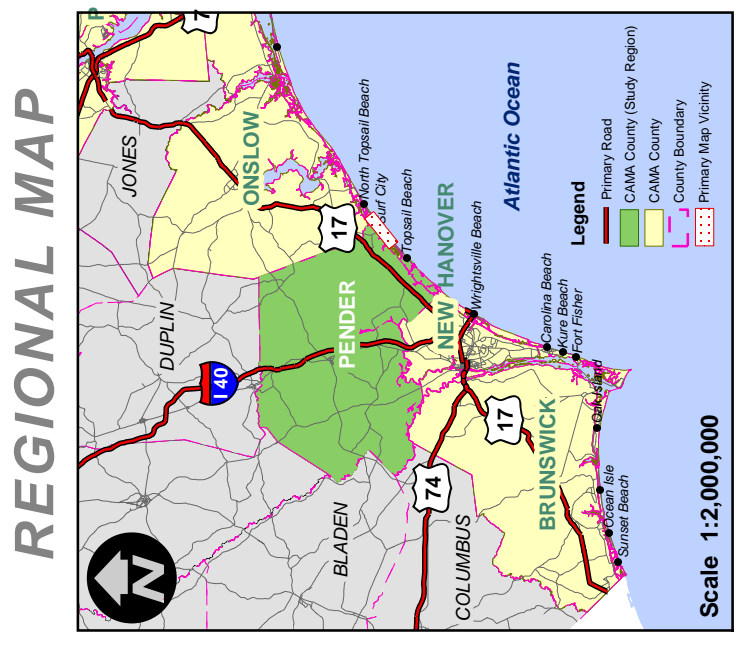 REGIONAL MAP
P
JONES
ONSLOW
17
North Topsail Beach
Surf City
Topsail Beach
Atlantic Ocean
DUPLIN
PENDER
NEW HANOVER
Wrightsville Beach
I 40
Carolina Beach
Kure Beach
Fort Fisher
17
Oak Island
BRUNSWICK
74
BLADEN
COLUMBUS
Ocean Isle
Sunset Beach
N
Legend
Primary Road
CAMA County (Study Region)
CAMA County
County Boundary
Primary Map Vicinity
Scale 1:2,000,000